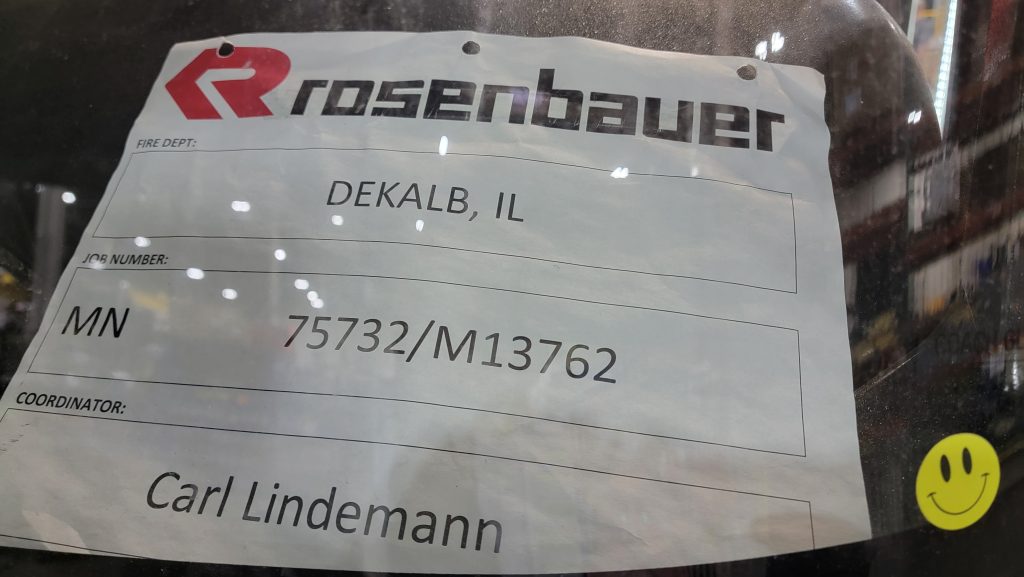 rosenbauer
FIRE DEPT:
DEKALB, IL
JOB NUMBER:
MN 75732/M13762
COORDINATOR:
Carl Lindemann